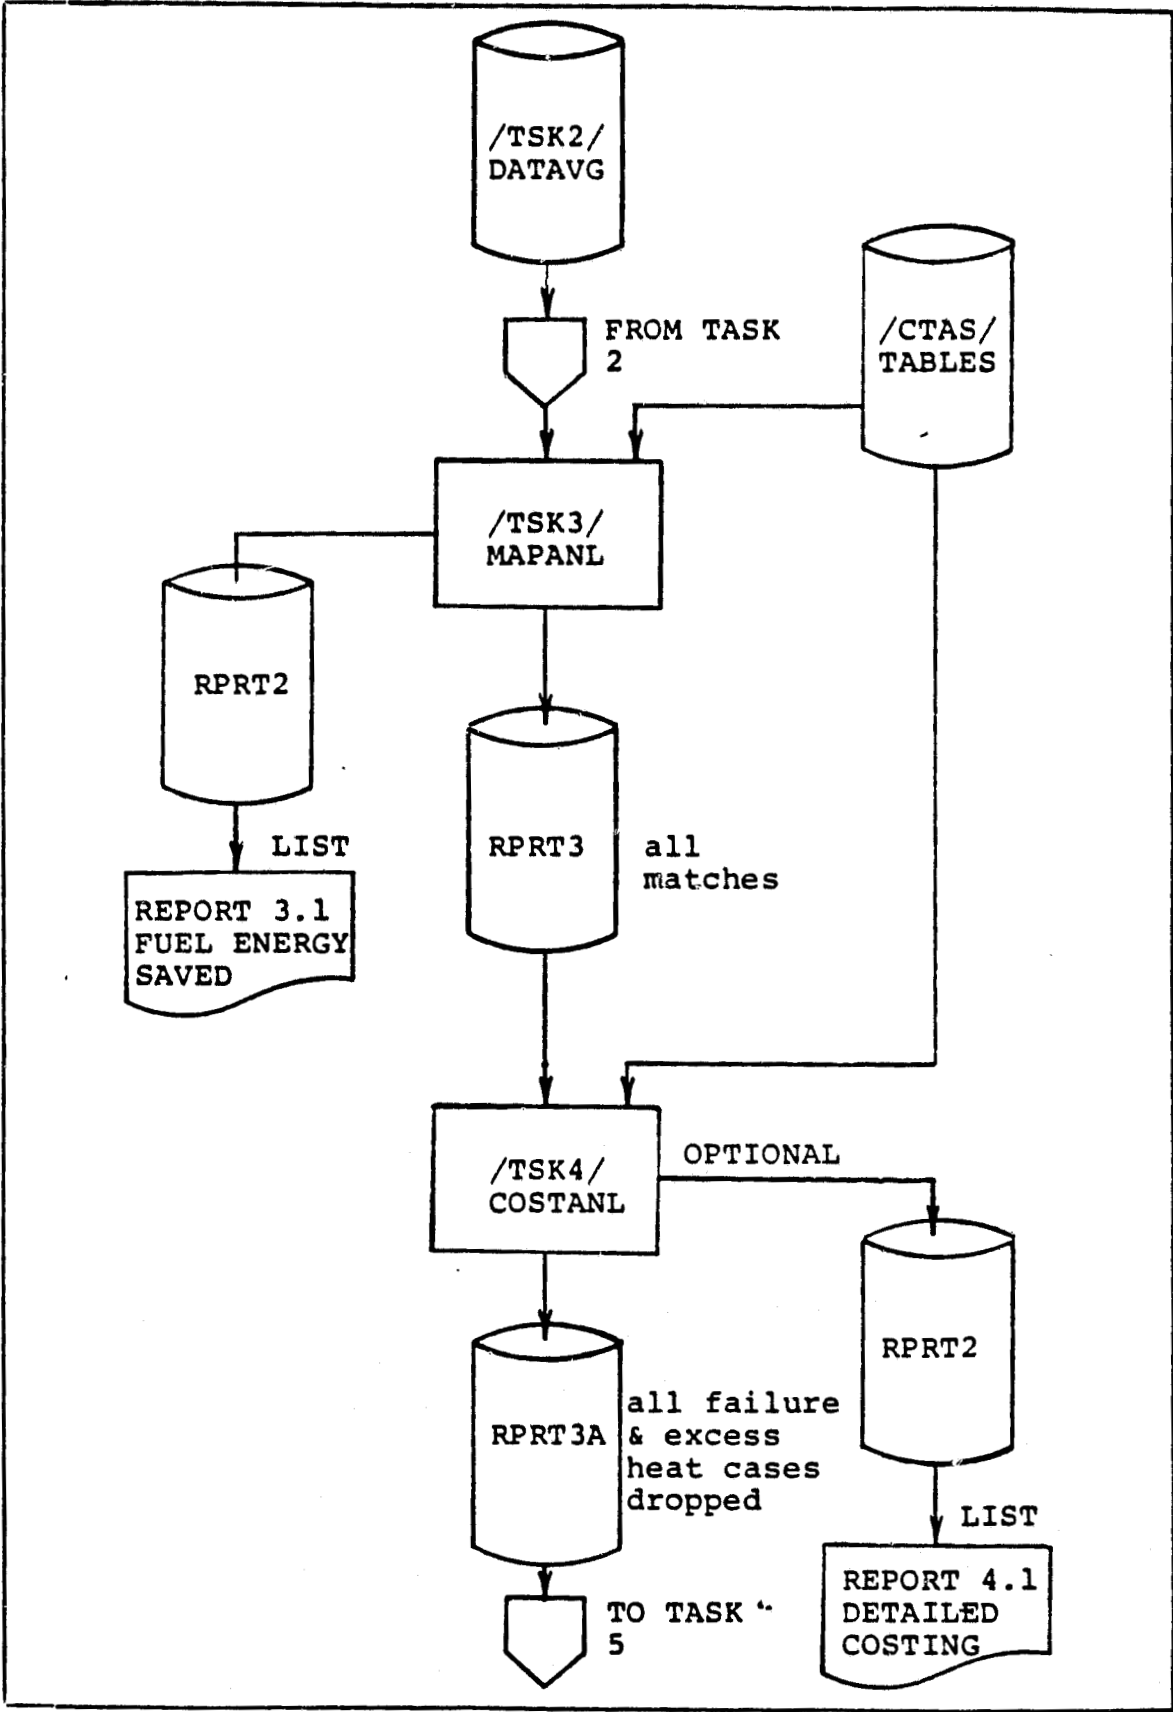 /TSK2/
DATAVG
FROM TASK
2
/CTAS/
TABLES
/TSK3/
MAPANL
RPRT2
LIST
REPORT 3.1
FUEL ENERGY
SAVED
RPRT3
all
matches
/TSK4/
COSTANL
OPTIONAL
RPRT3A
all failure
& excess
heat cases
dropped
RPRT2
LIST
REPORT 4.1
DETAILED
COSTING
TO TASK
5